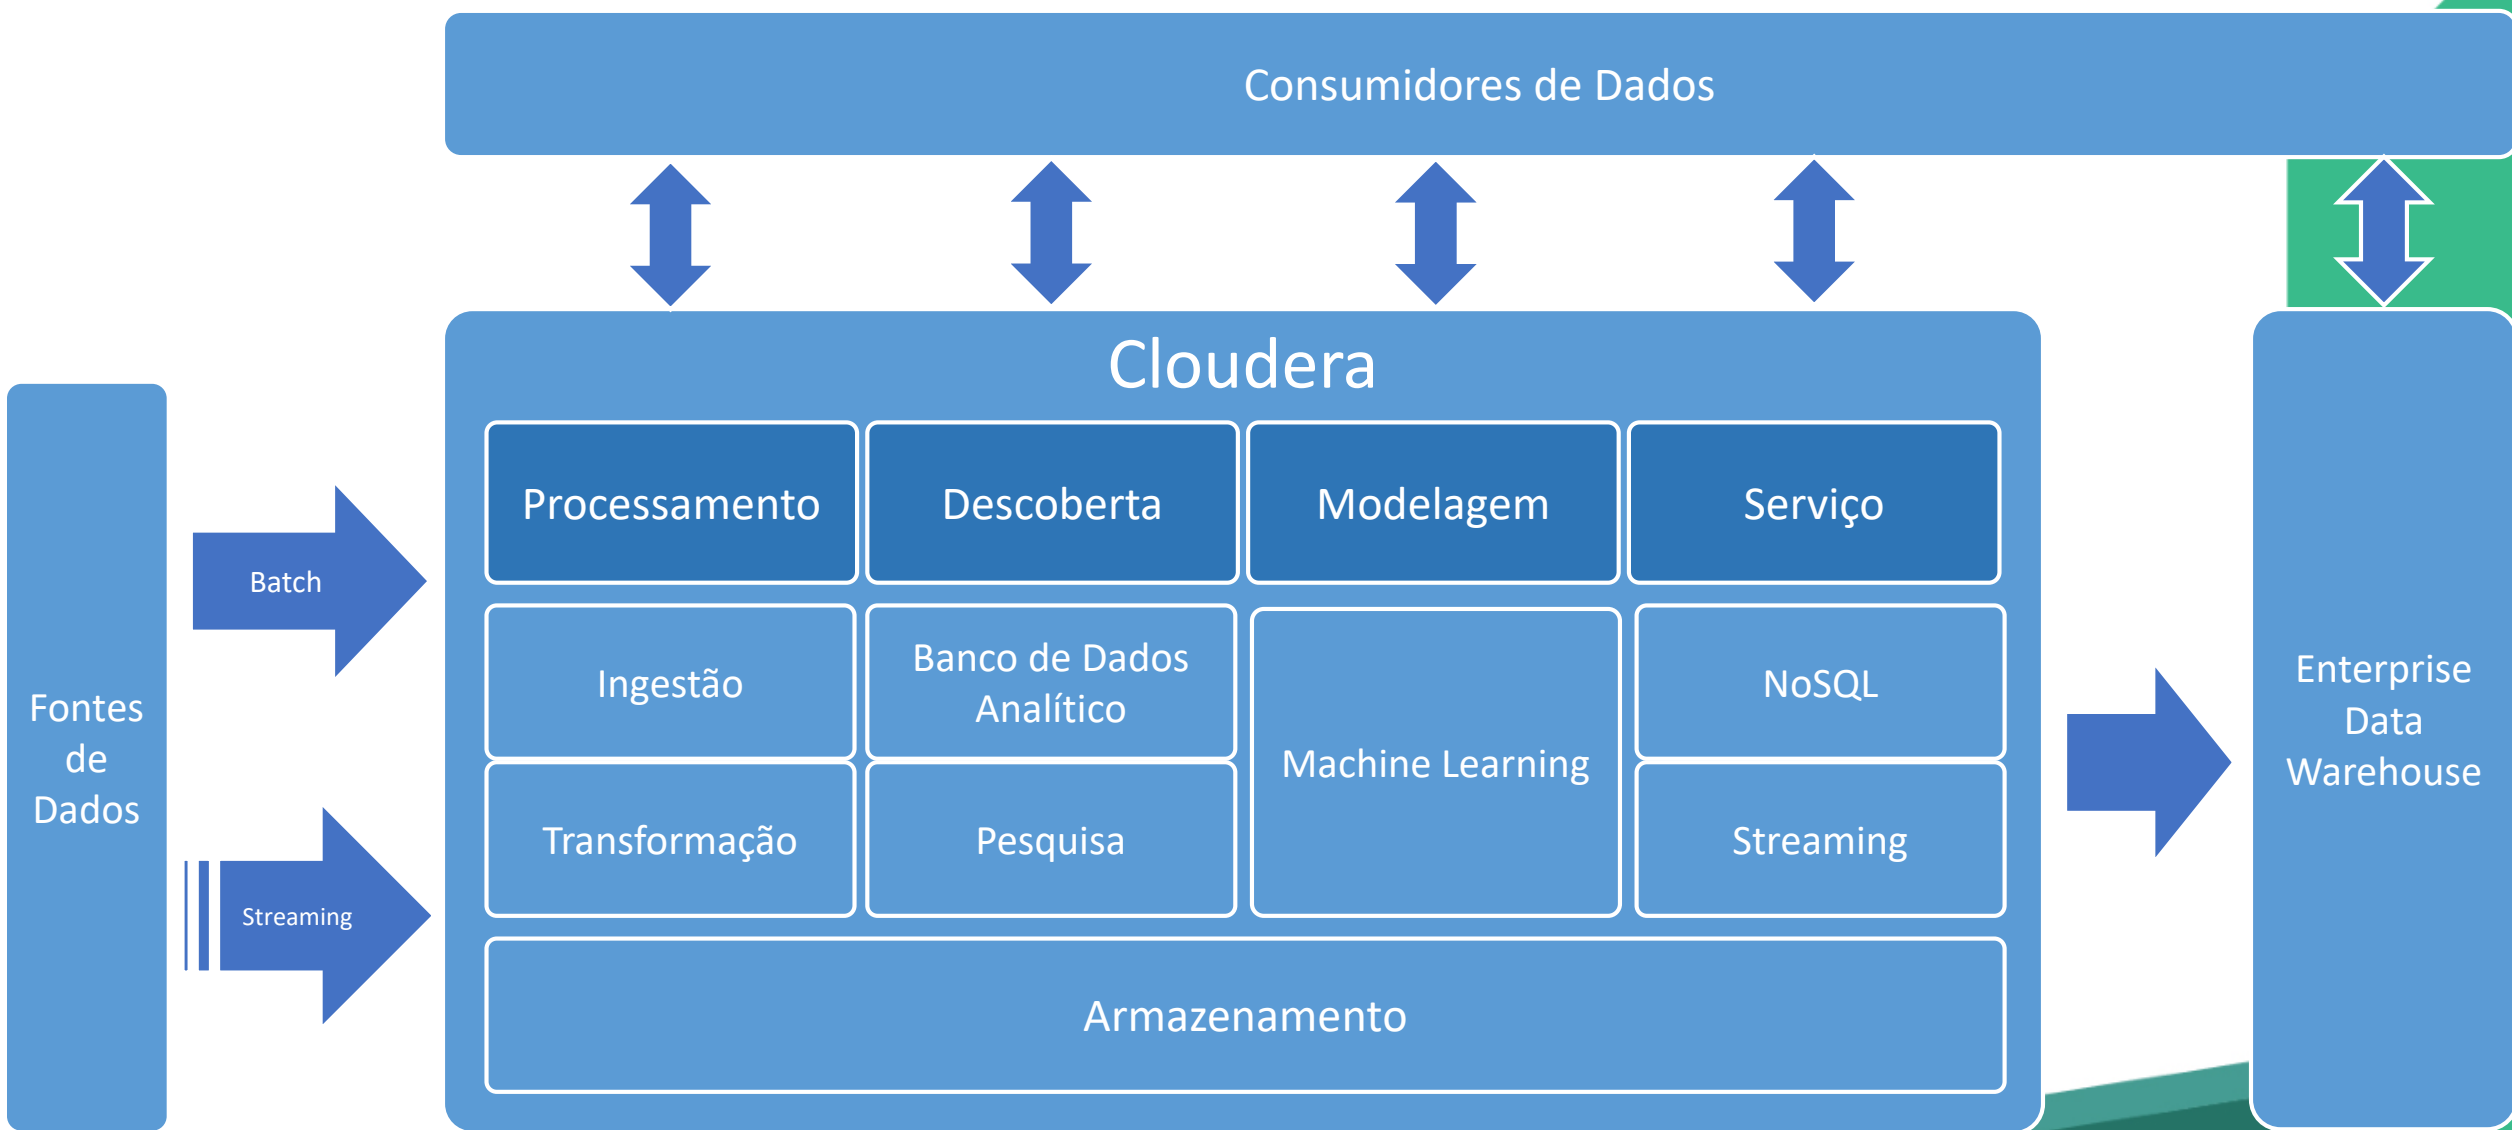 Consumidores de Dados
Cloudera
Processamento
Descoberta
Modelagem
Serviço
Batch
Streaming
Fontes
de
Dados
Ingestão
Banco de Dados
Analítico
Machine Learning
NoSQL
Transformação
Pesquisa
Streaming
Armazenamento
Enterprise
Data
Warehouse